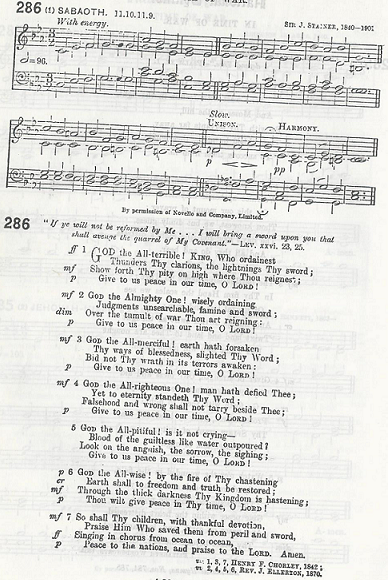 286 (1) SABAOTH. 11.10.11.9.
SIR J. STAINER, 1840–1901
With energy.
♩=96.
Slow.
UNISON. HARMONY.
p pp
By permission of Novello and Company, Limited.
286 "If ye will not be reformed by Me . . . I will bring a sword upon you that
shall avenge the quarrel of My Covenant."—LEV. xxvi. 23, 25.
ff 1 GOD the All-terrible! KING, Who ordainest
Thunders Thy clarions, the lightnings Thy sword;
mf Show forth Thy pity on high where Thou reignest;
p Give to us peace in our time, O LORD!
mf 2 GOD the Almighty One! wisely ordaining
Judgments unsearchable, famine and sword;
dim Over the tumult of war Thou art reigning:
p Give to us peace in our time, O LORD!
mf 3 GOD the All-merciful! earth hath forsaken
Thy ways of blessedness, slighted Thy Word;
Bid not Thy wrath in its terrors awaken:
p Give to us peace in our time, O LORD!
mf 4 GOD the All-righteous One! man hath defied Thee;
Yet to eternity standeth Thy Word;
Falsehood and wrong shall not tarry beside Thee;
p Give to us peace in our time, O LORD!
5 GOD the All-pitiful! is it not crying—
Blood of the guiltless like water outpoured?
Look on the anguish, the sorrow, the sighing;
Give to us peace in our time, O LORD!
p 6 GOD the All-wise! by the fire of Thy chastening
cr Earth shall to freedom and truth be restored;
mf Through the thick darkness Thy Kingdom is hastening;
p Thou wilt give peace in Thy time, O LORD!
mf 7 So shall Thy children, with thankful devotion,
Praise Him Who saved them from peril and sword,
ff Singing in chorus from ocean to ocean,
p Peace to the nations, and praise to the LORD. Amen.
vv. 1, 3, 7, HENRY F. CHORLEY, 1842;
vv. 2, 4, 5, 6, REV. J. ELLERTON, 1870.